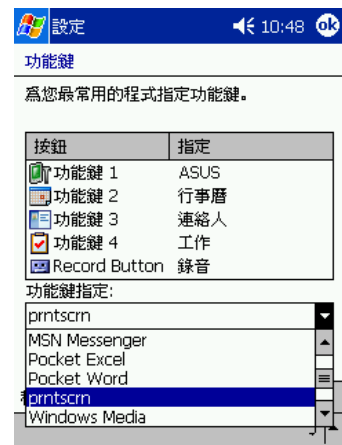 設定 10:48 ok
功能鍵
爲您最常用的程式指定功能鍵。
按鈕 指定
功能鍵 1 ASUS
功能鍵 2 行事曆
功能鍵 3 連絡人
功能鍵 4 工作
Record Button 錄音
功能鍵指定:
prntscrn
MSN Messenger
Pocket Excel
Pocket Word
prntscrn
Windows Media